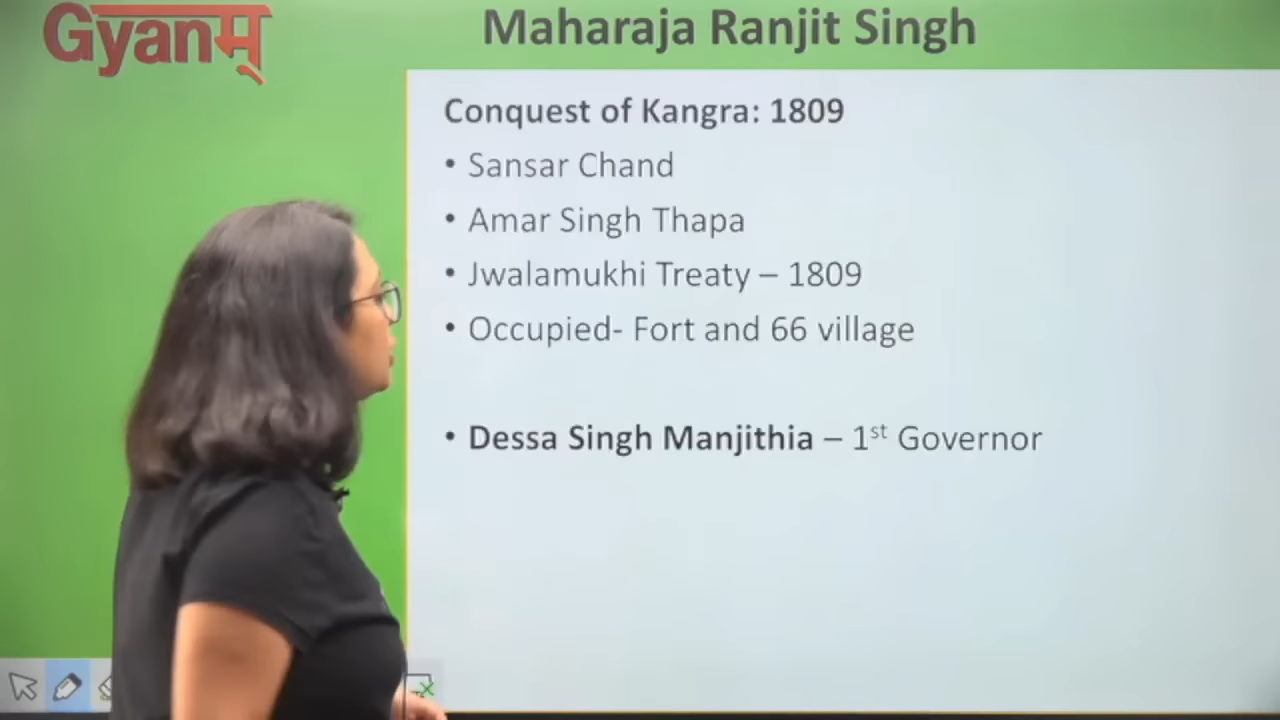 Gyanम्
Maharaja Ranjit Singh
Conquest of Kangra: 1809
• Sansar Chand
• Amar Singh Thapa
• Jwalamukhi Treaty – 1809
• Occupied- Fort and 66 village
• Dessa Singh Manjithia – 1st Governor